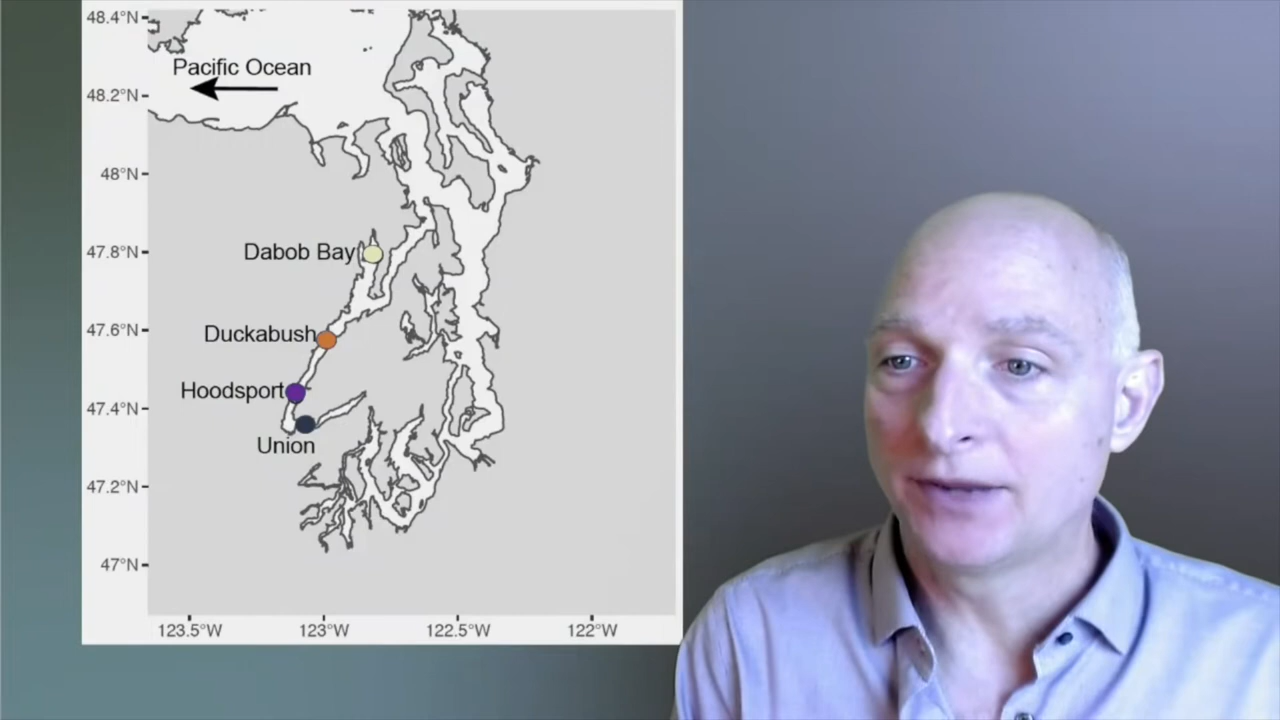 48.4°N
Pacific Ocean
48.2°N
48°N
47.8°N
Dabob Bay
47.6°N
Duckabush
47.4°N
Hoodsport
Union
47.2°N
47°N
123.5°W 123°W 122.5°W 122°W